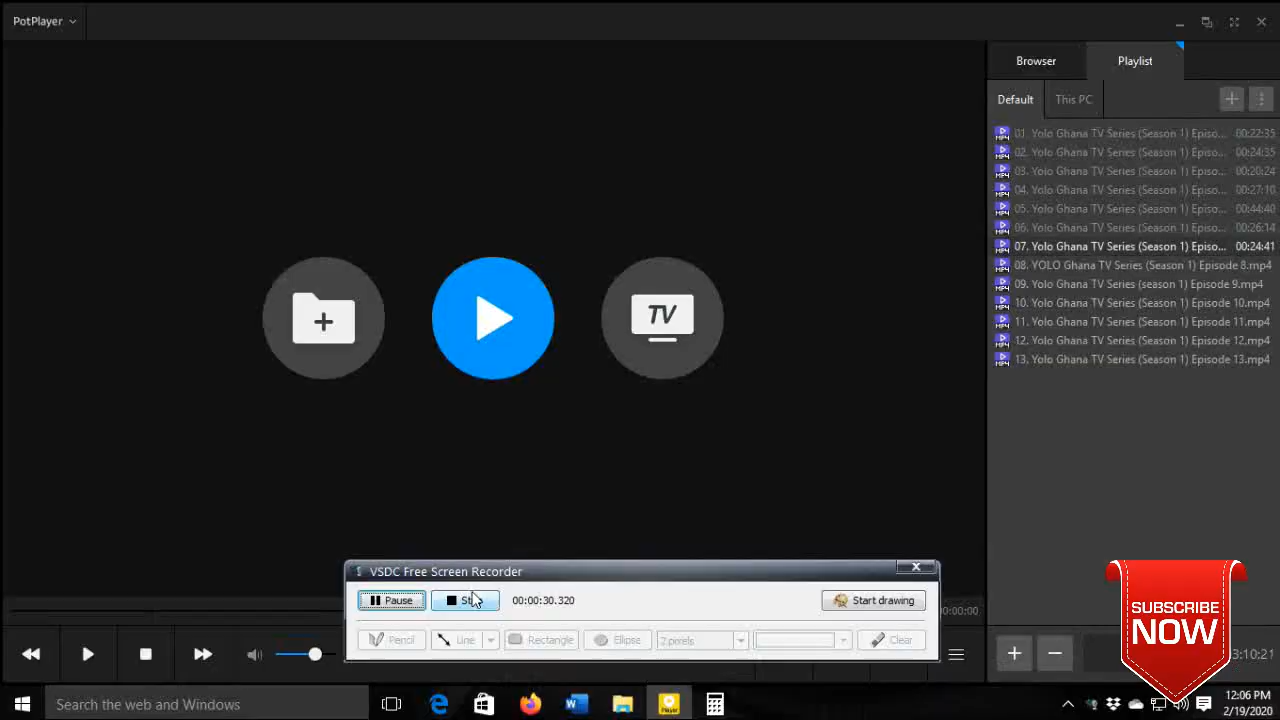 PotPlayer
Browser
Playlist
Default
This PC
01. Yolo Ghana TV Series (Season 1) Episo... 00:22:35
02. Yolo Ghana TV Series (Season 1) Episo... 00:24:35
03. Yolo Ghana TV Series (Season 1) Episo... 00:20:24
04. Yolo Ghana TV Series (Season 1) Episo... 00:27:10
05. Yolo Ghana TV Series (Season 1) Episo... 00:44:40
06. Yolo Ghana TV Series (Season 1) Episo... 00:26:14
07. Yolo Ghana TV Series (Season 1) Episo... 00:24:41
08. YOLO Ghana TV Series (Season 1) Episode 8.mp4
09. Yolo Ghana TV Series (season 1) Episode 9.mp4
10. Yolo Ghana TV Series (Season 1) Episode 10.mp4
11. Yolo Ghana TV Series (Season 1) Episode 11.mp4
12. Yolo Ghana TV Series (Season 1) Episode 12.mp4
13. Yolo Ghana TV Series (Season 1) Episode 13.mp4
TV
VSDC Free Screen Recorder
Pause
00:00:30.320
Start drawing
Pencil
Line
Rectangle
Ellipse
2 pixels
Clear
00:00:00
3:10:21
SUBSCRIBE
NOW
Search the web and Windows
Player
12:06 PM
2/19/2020